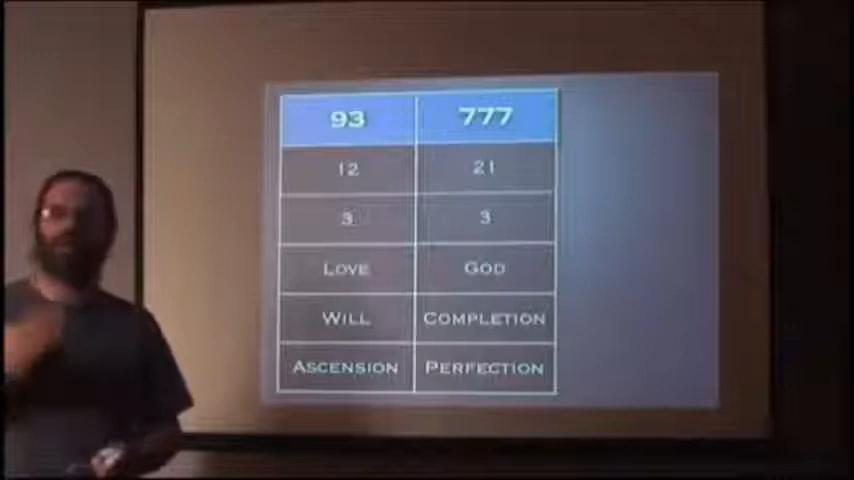 93 777
12 21
3 3
LOVE GOD
WILL COMPLETION
ASCENSION PERFECTION